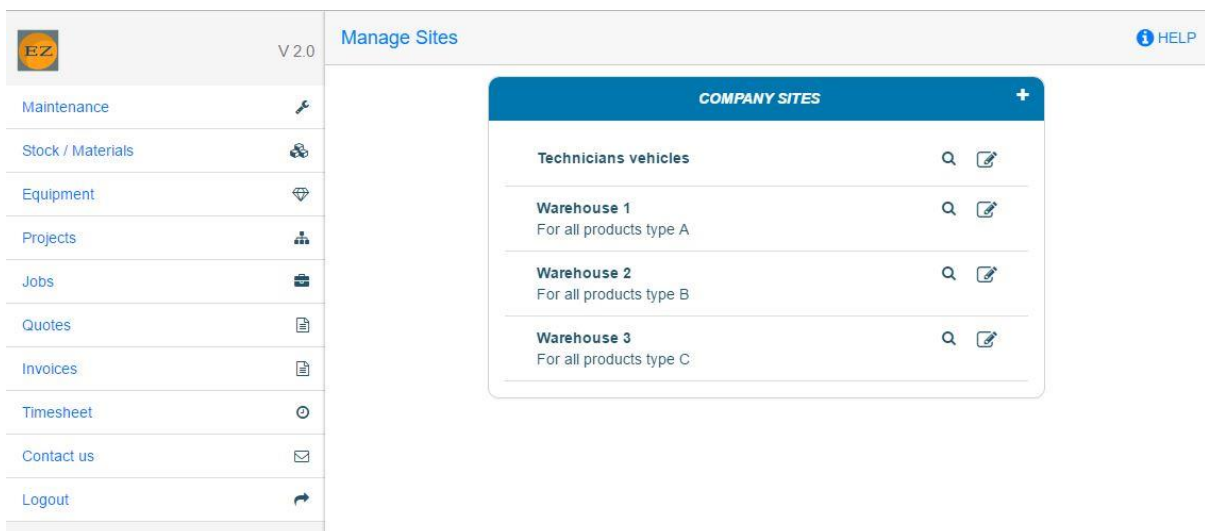 EZ
V 2.0
Maintenance
Stock / Materials
Equipment
Projects
Jobs
Quotes
Invoices
Timesheet
Contact us
Logout
Manage Sites
HELP
COMPANY SITES
Technicians vehicles
Warehouse 1
For all products type A
Warehouse 2
For all products type B
Warehouse 3
For all products type C